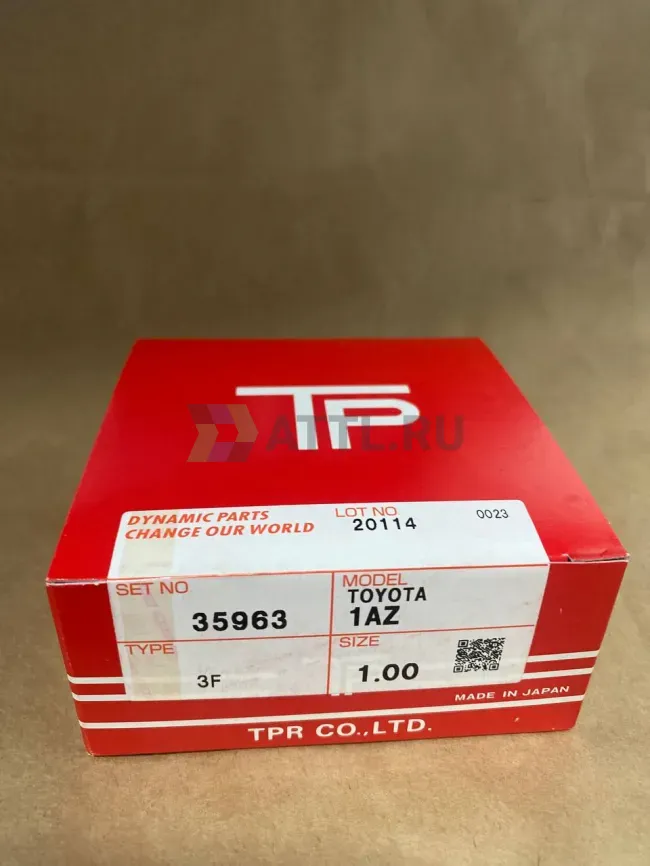 TP
ATTL.RU
DYNAMIC PARTS
CHANGE OUR WORLD
LOT NO.
20114
0023
SET NO
35963
MODEL
TOYOTA
1AZ
TYPE
3F
SIZE
1.00
MADE IN JAPAN
TPR CO.,LTD.